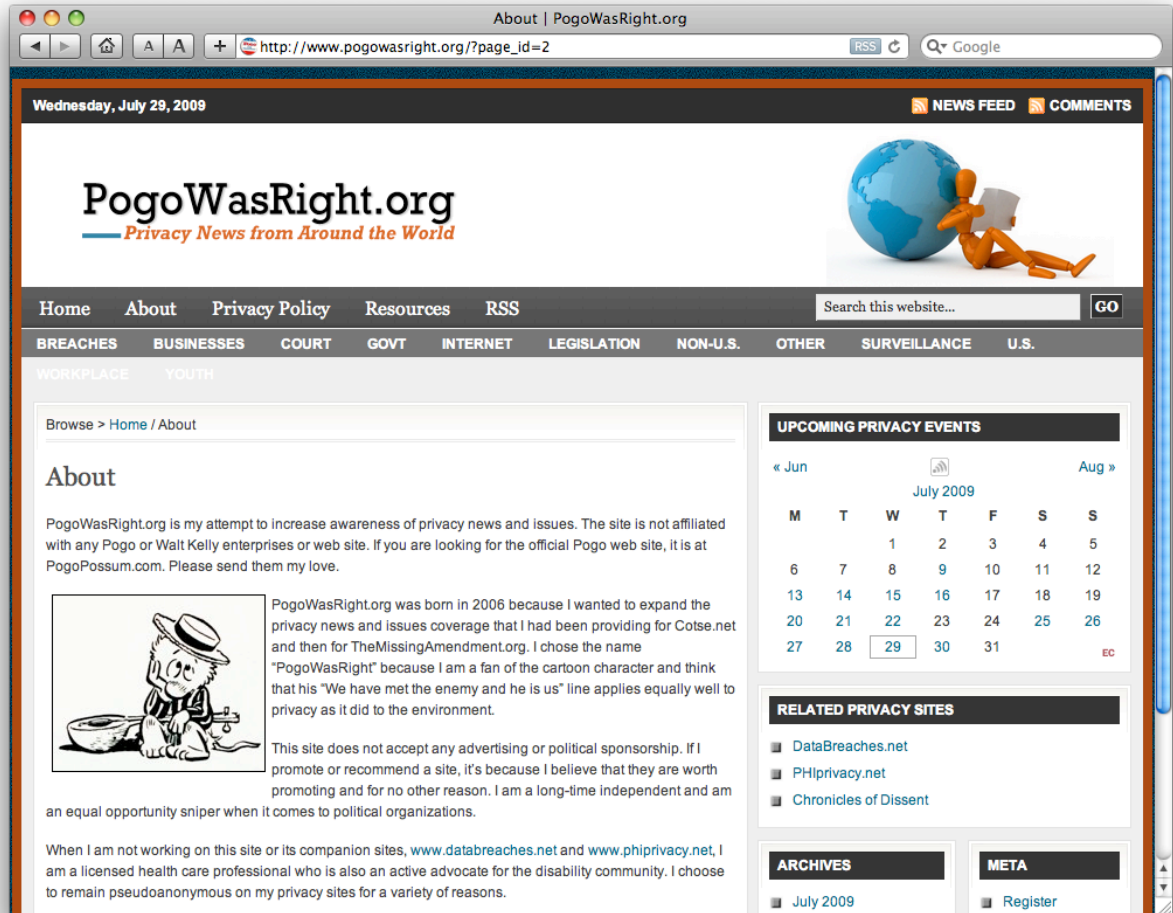 About | PogoWasRight.org
A A + http://www.pogowasright.org/?page_id=2 RSS Google
Wednesday, July 29, 2009 NEWS FEED COMMENTS
PogoWasRight.org
Privacy News from Around the World
Home About Privacy Policy Resources RSS Search this website... GO
BREACHES BUSINESSES COURT GOVT INTERNET LEGISLATION NON-U.S. OTHER SURVEILLANCE U.S.
WORKPLACE YOUTH
Browse > Home / About
About
PogoWasRight.org is my attempt to increase awareness of privacy news and issues. The site is not affiliated
with any Pogo or Walt Kelly enterprises or web site. If you are looking for the official Pogo web site, it is at
PogoPossum.com. Please send them my love.
PogoWasRight.org was born in 2006 because I wanted to expand the
privacy news and issues coverage that I had been providing for Cotse.net
and then for TheMissingAmendment.org. I chose the name
“PogoWasRight” because I am a fan of the cartoon character and think
that his “We have met the enemy and he is us” line applies equally well to
privacy as it did to the environment.
This site does not accept any advertising or political sponsorship. If I
promote or recommend a site, it’s because I believe that they are worth
promoting and for no other reason. I am a long-time independent and am
an equal opportunity sniper when it comes to political organizations.
When I am not working on this site or its companion sites, www.databreaches.net and www.phiprivacy.net, I
am a licensed health care professional who is also an active advocate for the disability community. I choose
to remain pseudoanonymous on my privacy sites for a variety of reasons.
UPCOMING PRIVACY EVENTS
« Jun Aug »
July 2009
M T W T F S S
1 2 3 4 5
6 7 8 9 10 11 12
13 14 15 16 17 18 19
20 21 22 23 24 25 26
27 28 29 30 31 EC
RELATED PRIVACY SITES
DataBreaches.net
PHIprivacy.net
Chronicles of Dissent
ARCHIVES
July 2009
META
Register